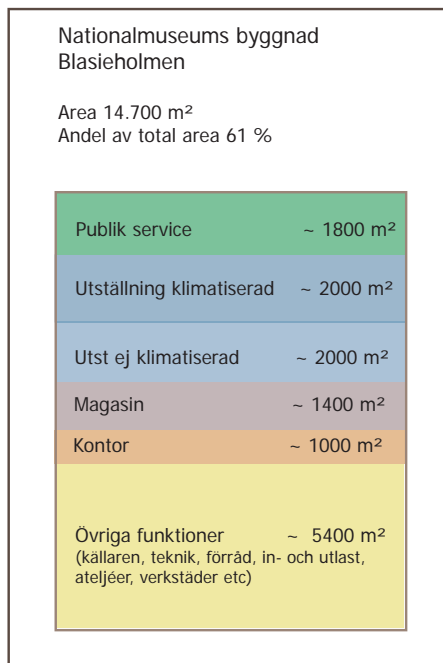 Nationalmuseums byggnad
Blasieholmen
Area 14.700 m²
Andel av total area 61 %
Publik service ~ 1800 m²
Utställning klimatiserad ~ 2000 m²
Utst ej klimatiserad ~ 2000 m²
Magasin ~ 1400 m²
Kontor ~ 1000 m²
Övriga funktioner ~ 5400 m²
(källaren, teknik, förråd, in- och utlast,
ateljéer, verkstäder etc)